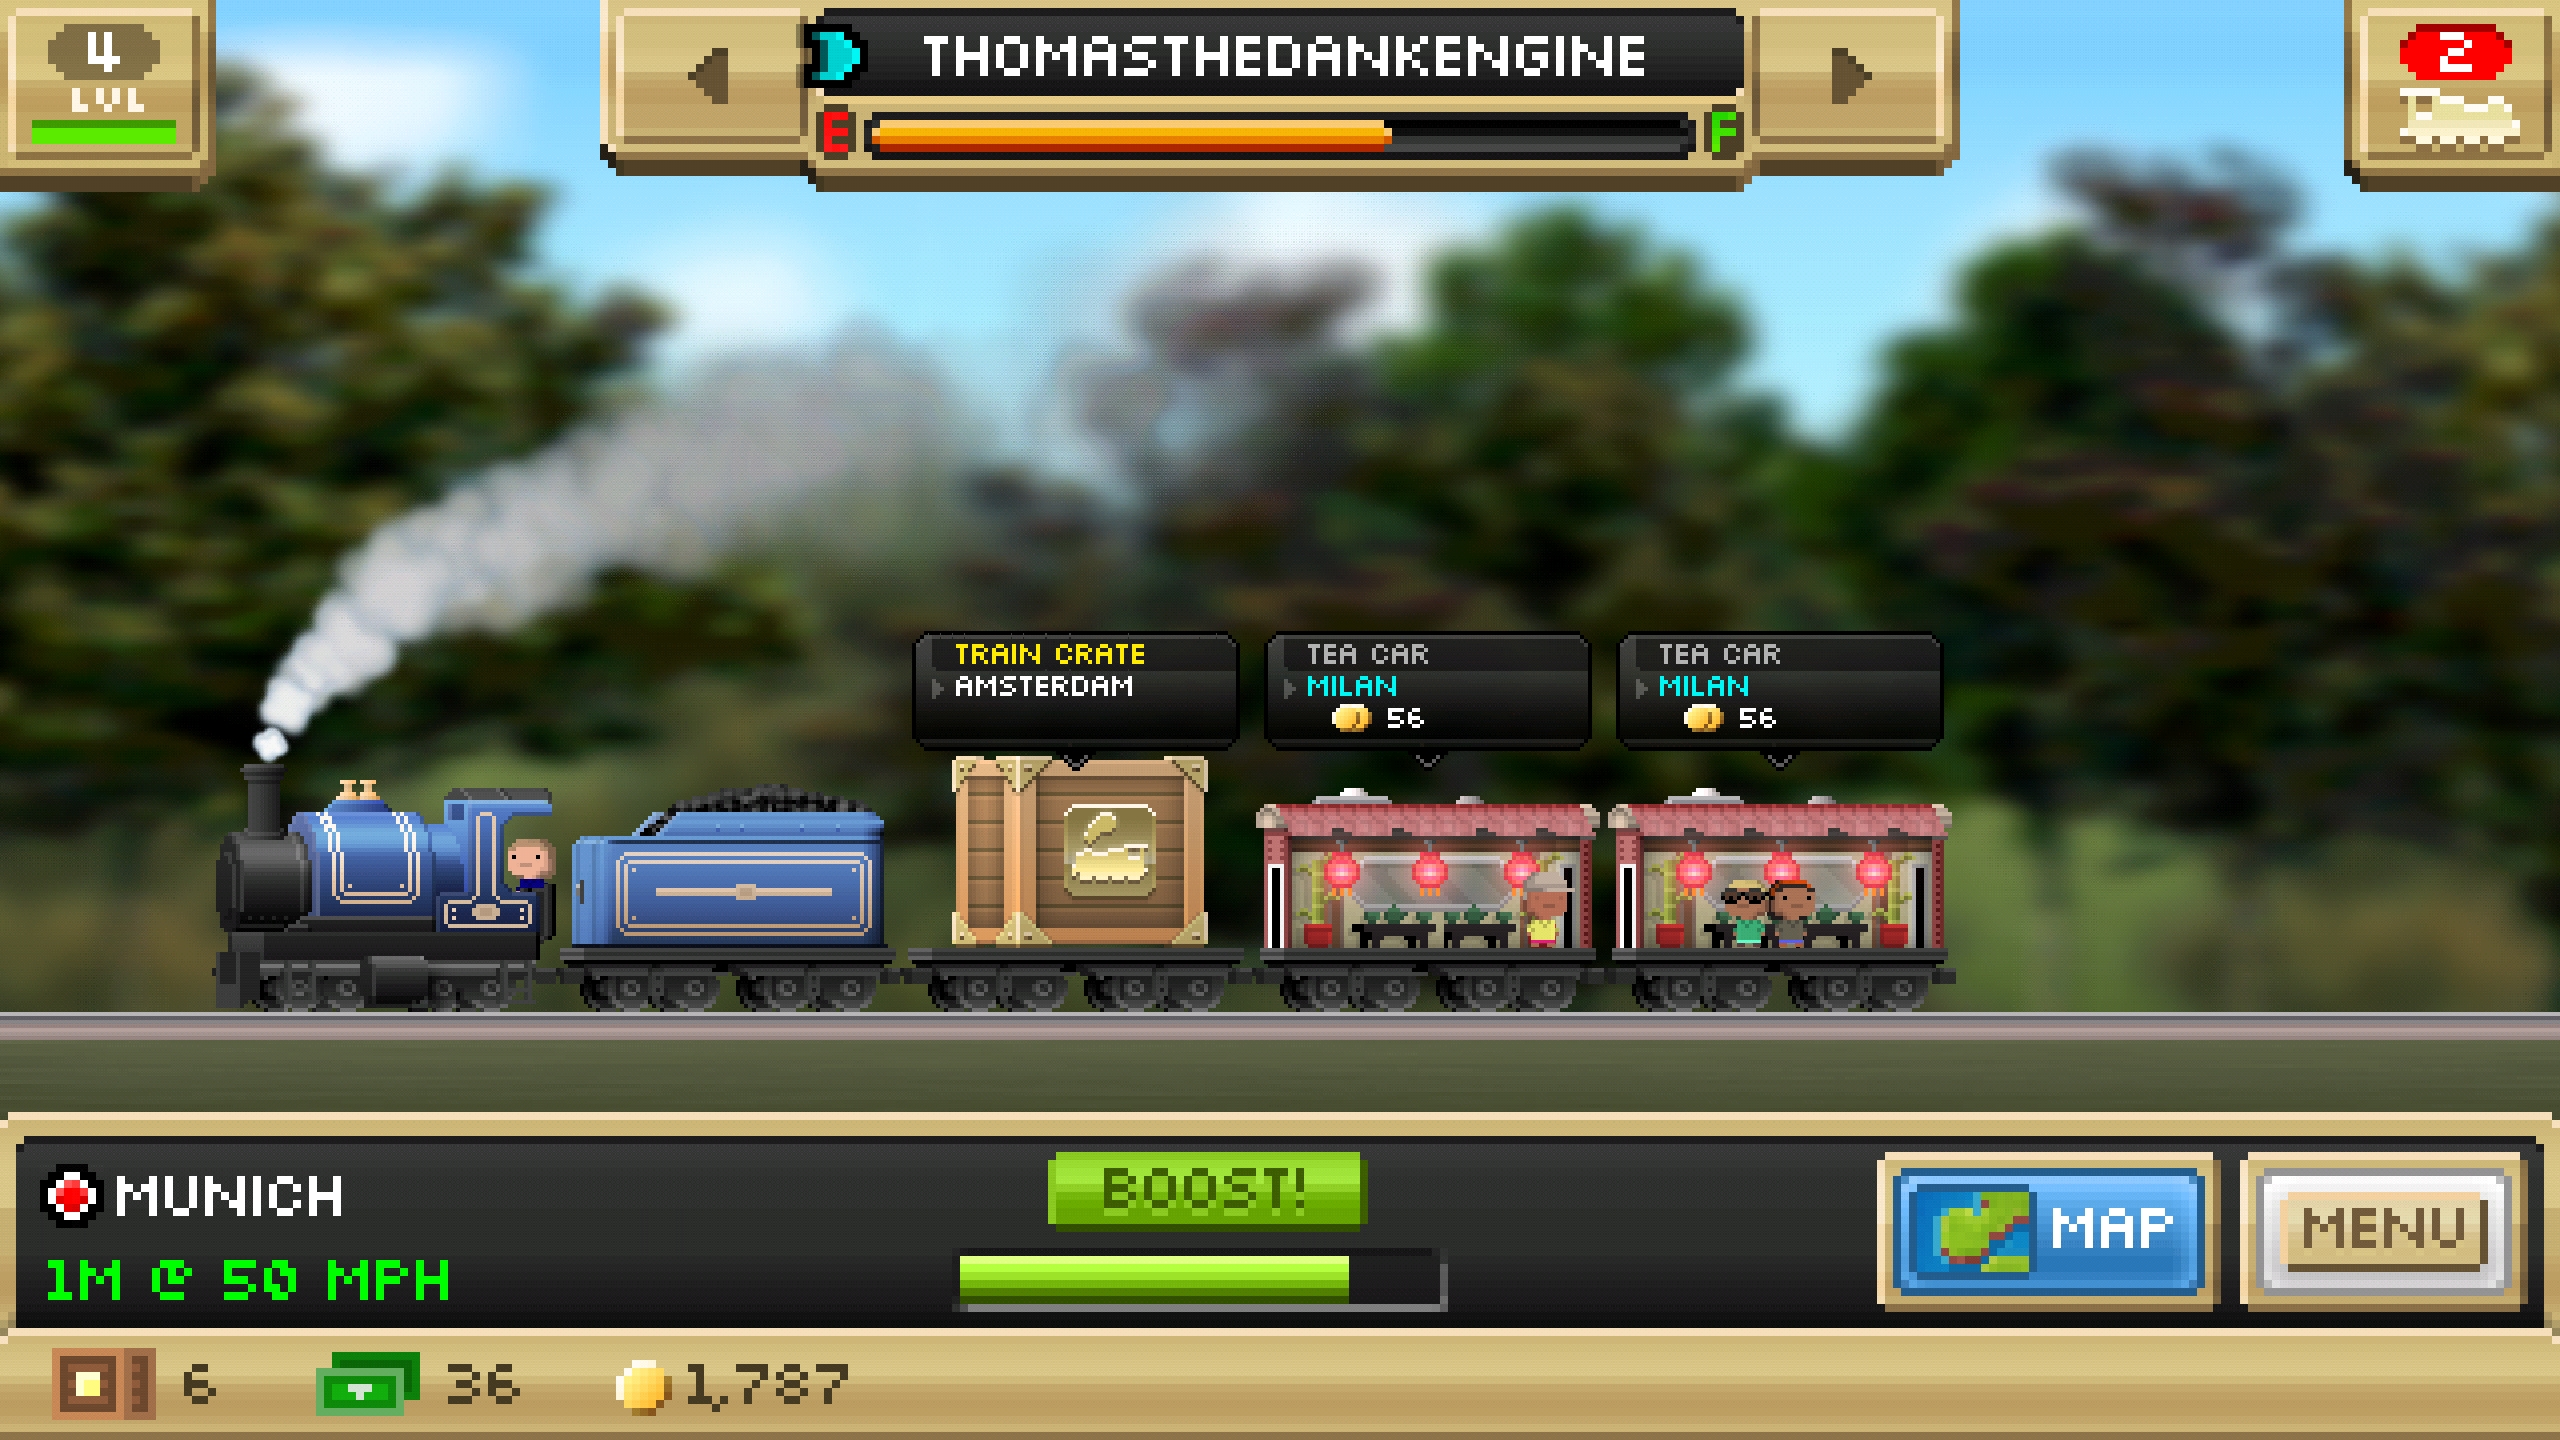 4
LVL
THOMASTHEDANKENGINE
E F
2
TRAIN CRATE
AMSTERDAM
TEA CAR
MILAN
56
TEA CAR
MILAN
56
MUNICH
1M @ 50 MPH
BOOST!
MAP
MENU
6
36
1,787